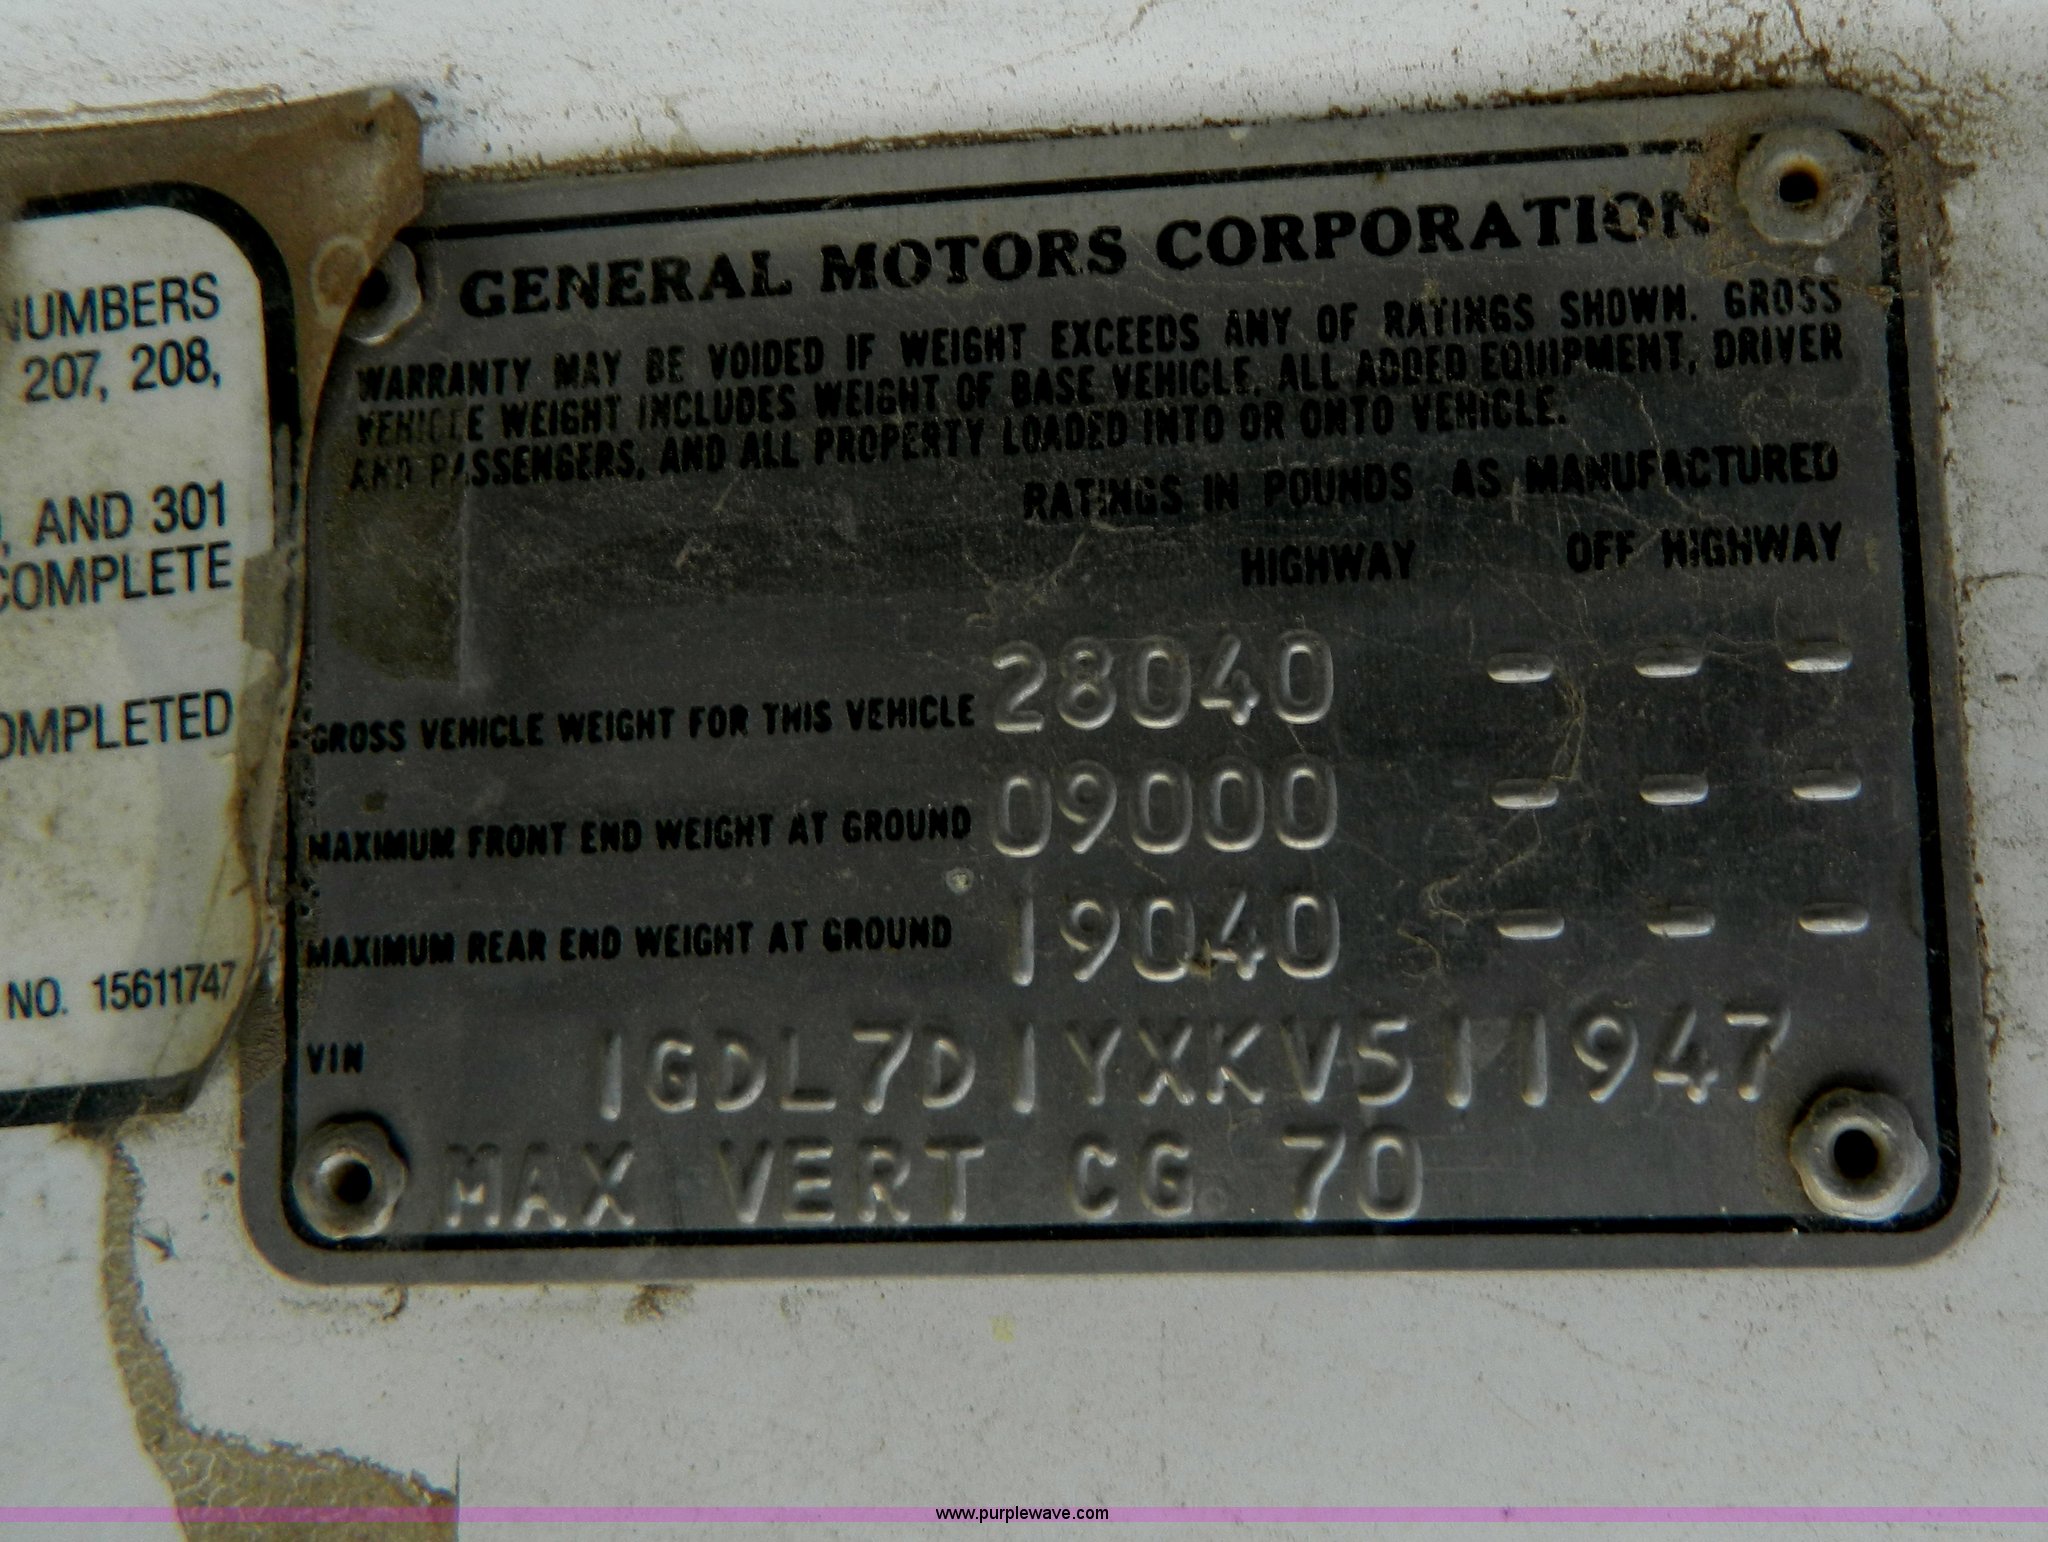 NUMBERS
207, 208,
AND 301
COMPLETE
COMPLETED
NO. 15611747
GENERAL MOTORS CORPORATION
WARRANTY MAY BE VOIDED IF WEIGHT EXCEEDS ANY OF RATINGS SHOWN. GROSS
VEHICLE WEIGHT INCLUDES WEIGHT OF BASE VEHICLE, ALL ADDED EQUIPMENT, DRIVER
AND PASSENGERS, AND ALL PROPERTY LOADED INTO OR ONTO VEHICLE.
RATINGS IN POUNDS AS MANUFACTURED
HIGHWAY OFF HIGHWAY
GROSS VEHICLE WEIGHT FOR THIS VEHICLE 28040 - - -
MAXIMUM FRONT END WEIGHT AT GROUND 09000 - - -
MAXIMUM REAR END WEIGHT AT GROUND 19040 - - -
VIN 1GDL7D1YXKV511947
MAX VERT CG 70
www.purplewave.com